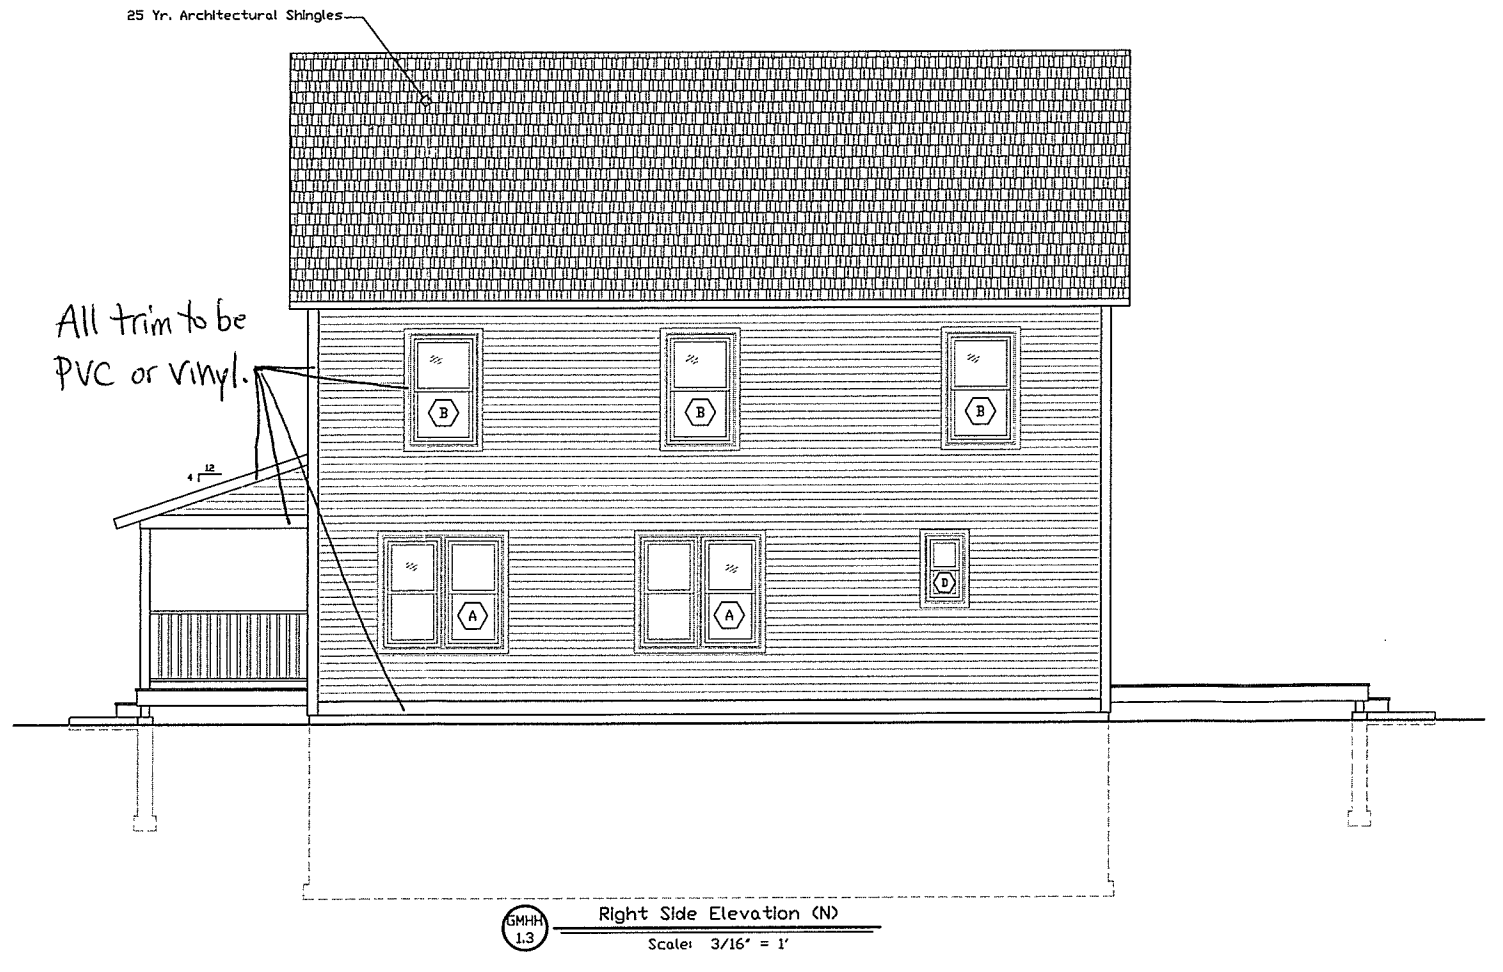 25 Yr. Architectural Shingles
All trim to be
PVC or vinyl.
B
B
B
12
4
D
A
A
GMHH
1.3
Right Side Elevation (N)
Scale: 3/16" = 1'